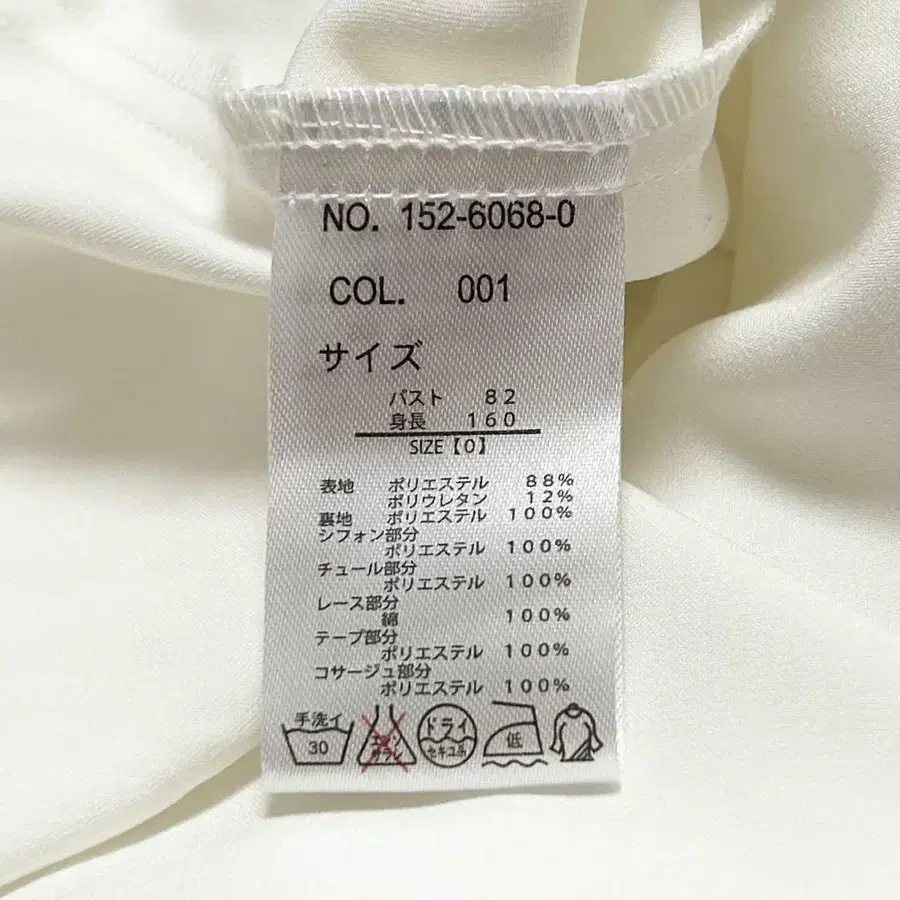 NO. 152-6068-0
COL. 001
サイズ
バスト 82
身長 160
SIZE【0】
表地 ポリエステル 88%
ポリウレタン 12%
裏地 ポリエステル 100%
シフォン部分
ポリエステル 100%
チュール部分
ポリエステル 100%
レース部分
綿 100%
テープ部分
ポリエステル 100%
コサージュ部分
ポリエステル 100%
手洗イ
30
エンソ
サラシ
ドライ
セキユ系
低